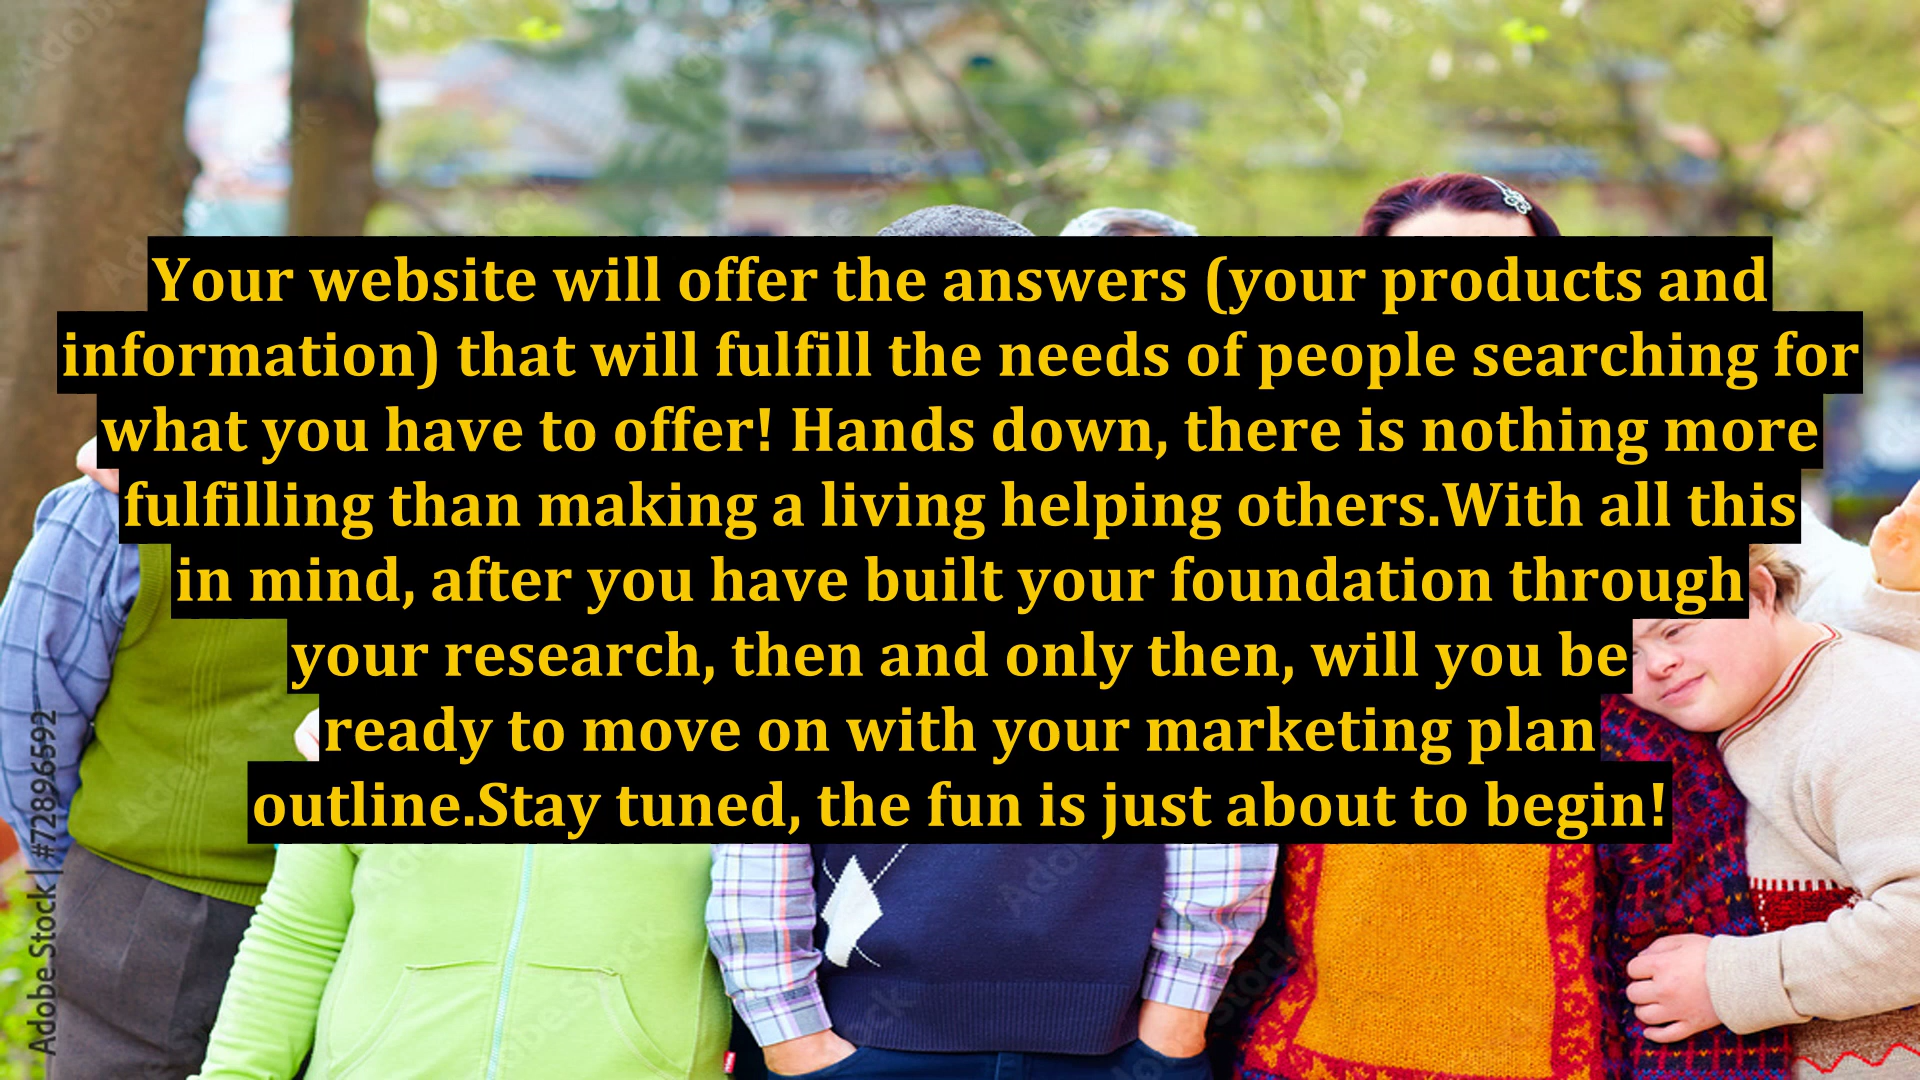 Your website will offer the answers (your products and
information) that will fulfill the needs of people searching for
what you have to offer! Hands down, there is nothing more
fulfilling than making a living helping others.With all this
in mind, after you have built your foundation through
your research, then and only then, will you be
ready to move on with your marketing plan
outline.Stay tuned, the fun is just about to begin!
Adobe Stock | #72896592